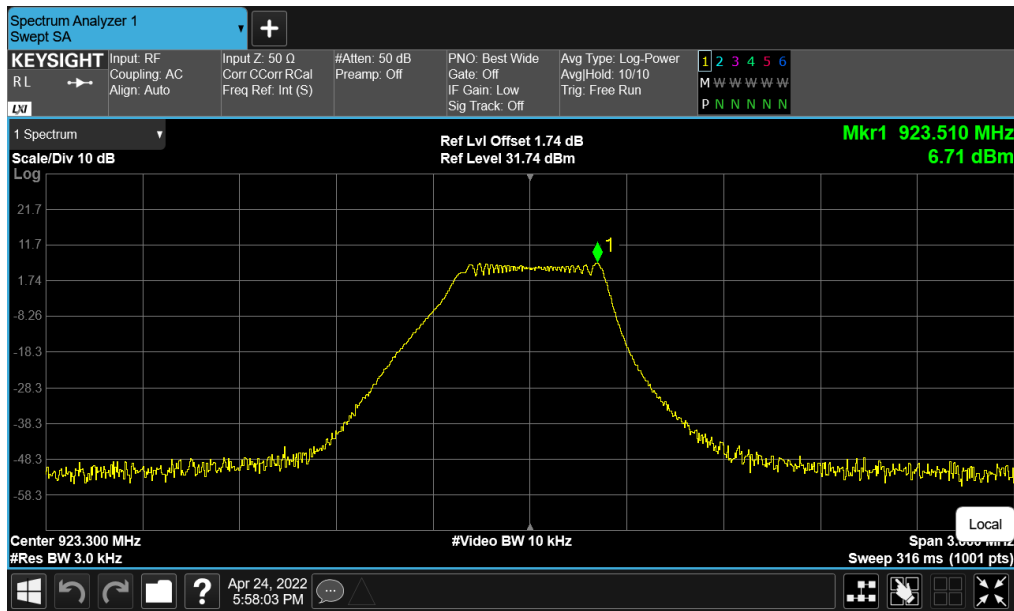 Spectrum Analyzer 1
Swept SA
+
KEYSIGHT
R L
LXI
Input: RF
Coupling: AC
Align: Auto
Input Z: 50 Ω
Corr CCorr RCal
Freq Ref: Int (S)
#Atten: 50 dB
Preamp: Off
PNO: Best Wide
Gate: Off
IF Gain: Low
Sig Track: Off
Avg Type: Log-Power
Avg|Hold: 10/10
Trig: Free Run
1 2 3 4 5 6
M W W W W W
P N N N N N
1 Spectrum
Scale/Div 10 dB
Log
Ref Lvl Offset 1.74 dB
Ref Level 31.74 dBm
Mkr1 923.510 MHz
6.71 dBm
21.7
11.7
1.74
-8.26
-18.3
-28.3
-38.3
-48.3
-58.3
1
Local
Center 923.300 MHz
#Res BW 3.0 kHz
#Video BW 10 kHz
Span
Sweep 316 ms (1001 pts)
?
Apr 24, 2022
5:58:03 PM